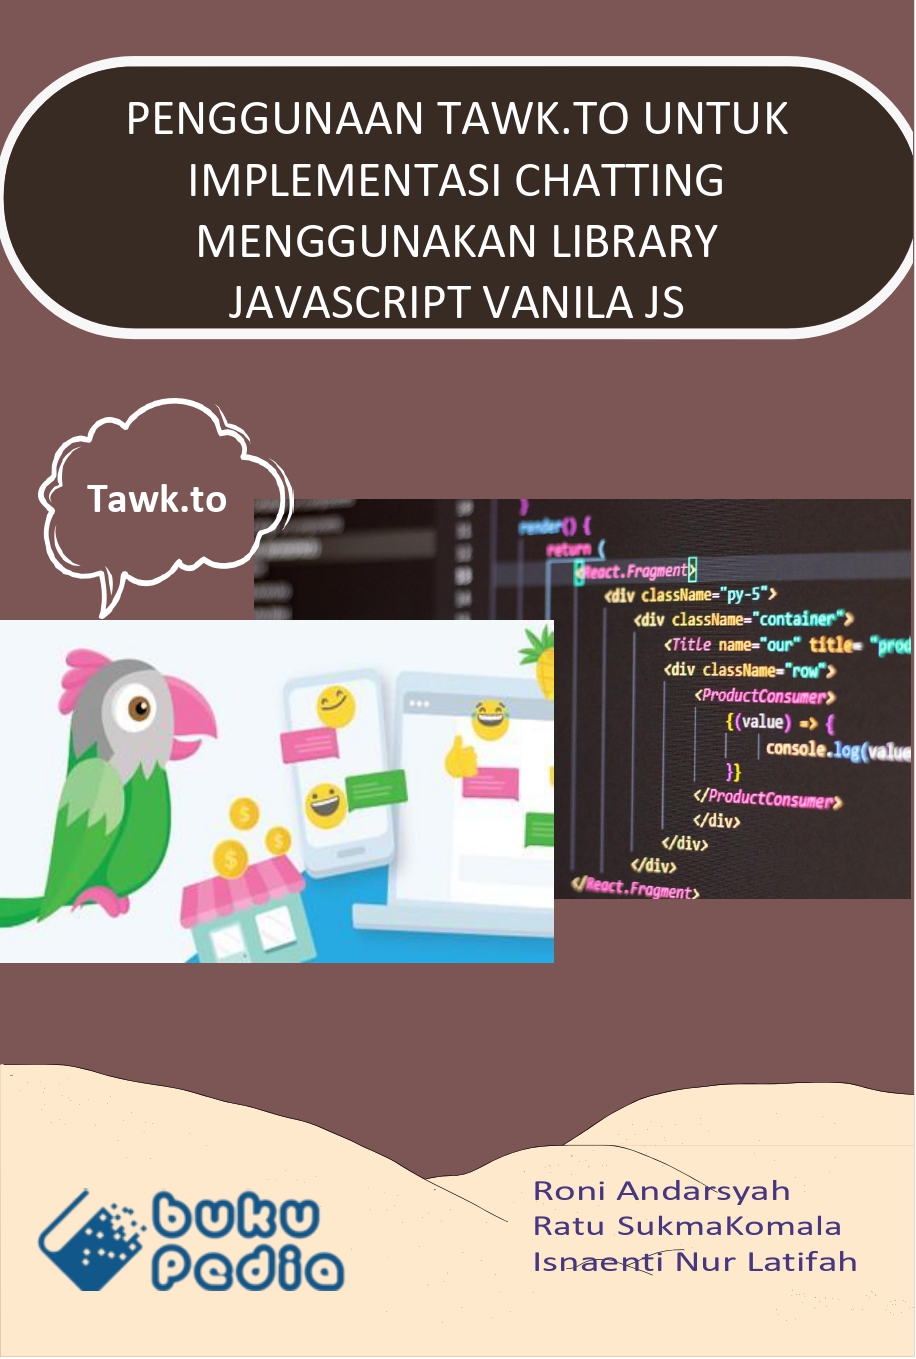 PENGGUNAAN TAWK.TO UNTUK
IMPLEMENTASI CHATTING
MENGGUNAKAN LIBRARY
JAVASCRIPT VANILA JS
Tawk.to
}
render() {
return (
<React.Fragment>
<div className="py-5">
<div className="container">
<Title name="our" title= "prod
<div className="row">
<ProductConsumer>
{(value) => {
console.log(value
}}
</ProductConsumer>
</div>
</div>
</div>
</React.Fragment>
buku
Pedia
Roni Andarsyah
Ratu SukmaKomala
Isnaenti Nur Latifah